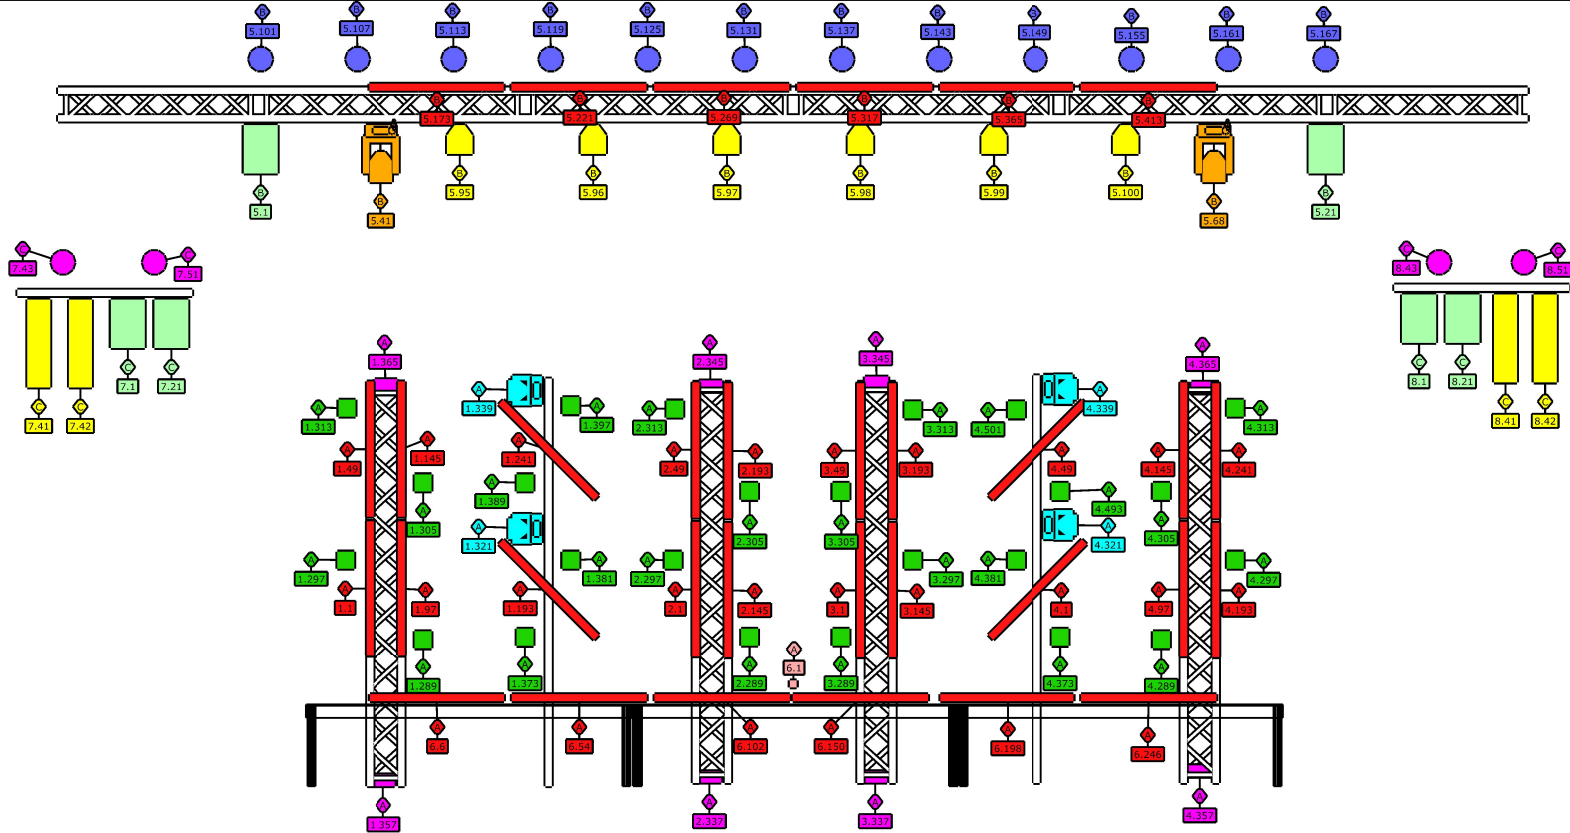 B B B B B B B B B B B B
5.101 5.107 5.113 5.119 5.125 5.131 5.137 5.143 5.149 5.155 5.161 5.167
B B B B B B
5.173 5.221 5.269 5.317 5.365 5.413
B B B B B B
5.95 5.96 5.97 5.98 5.99 5.100
B B
5.1 5.21
B B
5.41 5.68
C C C C
7.43 7.51 8.43 8.51
C C C C
7.1 7.21 8.1 8.21
C C C C
7.41 7.42 8.41 8.42
A A A A
1.365 2.345 3.345 4.365
A A
1.339 4.339
A A A A A A
1.313 1.397 2.313 3.313 4.501 4.313
A A A A A A A A A A
1.49 1.145 1.241 2.49 2.193 3.49 3.193 4.49 4.145 4.241
A A
1.389 4.493
A A A A
1.305 2.305 3.305 4.305
A A
1.321 4.321
A A A A A A
1.297 1.381 2.297 3.297 4.381 4.297
A A A A A A A A A A
1.1 1.97 1.193 2.1 2.145 3.1 3.145 4.1 4.97 4.193
A
6.1
A A A A A A
1.289 1.373 2.289 3.289 4.373 4.289
A A A A A A
6.6 6.54 6.102 6.150 6.198 6.246
A A A A
1.357 2.337 3.337 4.357